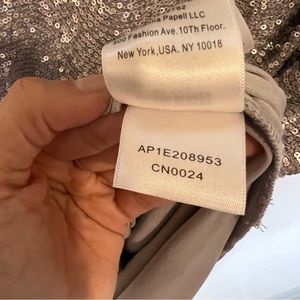 Papell LLC
Fashion Ave. 10Th Floor.
New York, USA. NY 10018
AP1E208953
CN0024